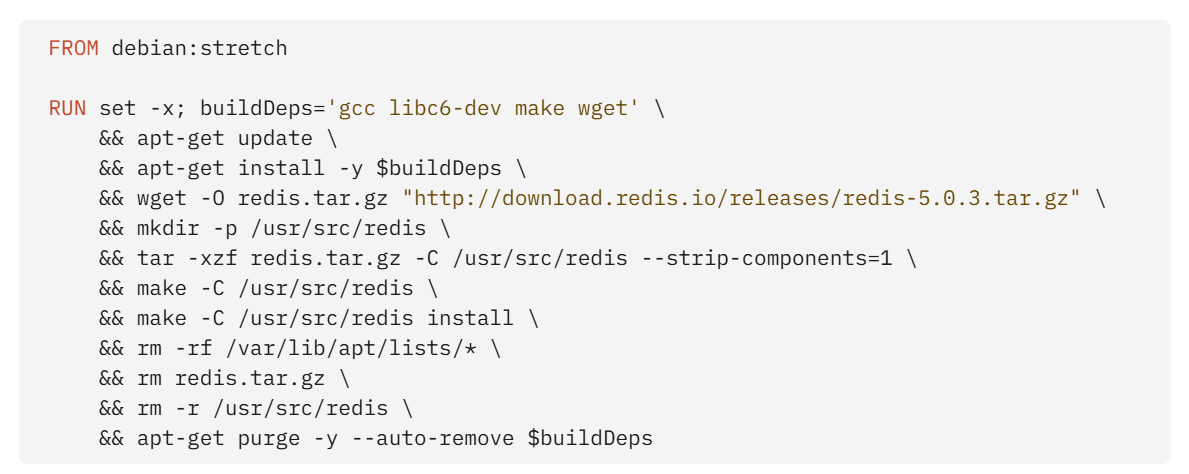 FROM debian:stretch

RUN set -x; buildDeps='gcc libc6-dev make wget' \
    && apt-get update \
    && apt-get install -y $buildDeps \
    && wget -O redis.tar.gz "http://download.redis.io/releases/redis-5.0.3.tar.gz" \
    && mkdir -p /usr/src/redis \
    && tar -xzf redis.tar.gz -C /usr/src/redis --strip-components=1 \
    && make -C /usr/src/redis \
    && make -C /usr/src/redis install \
    && rm -rf /var/lib/apt/lists/* \
    && rm redis.tar.gz \
    && rm -r /usr/src/redis \
    && apt-get purge -y --auto-remove $buildDeps